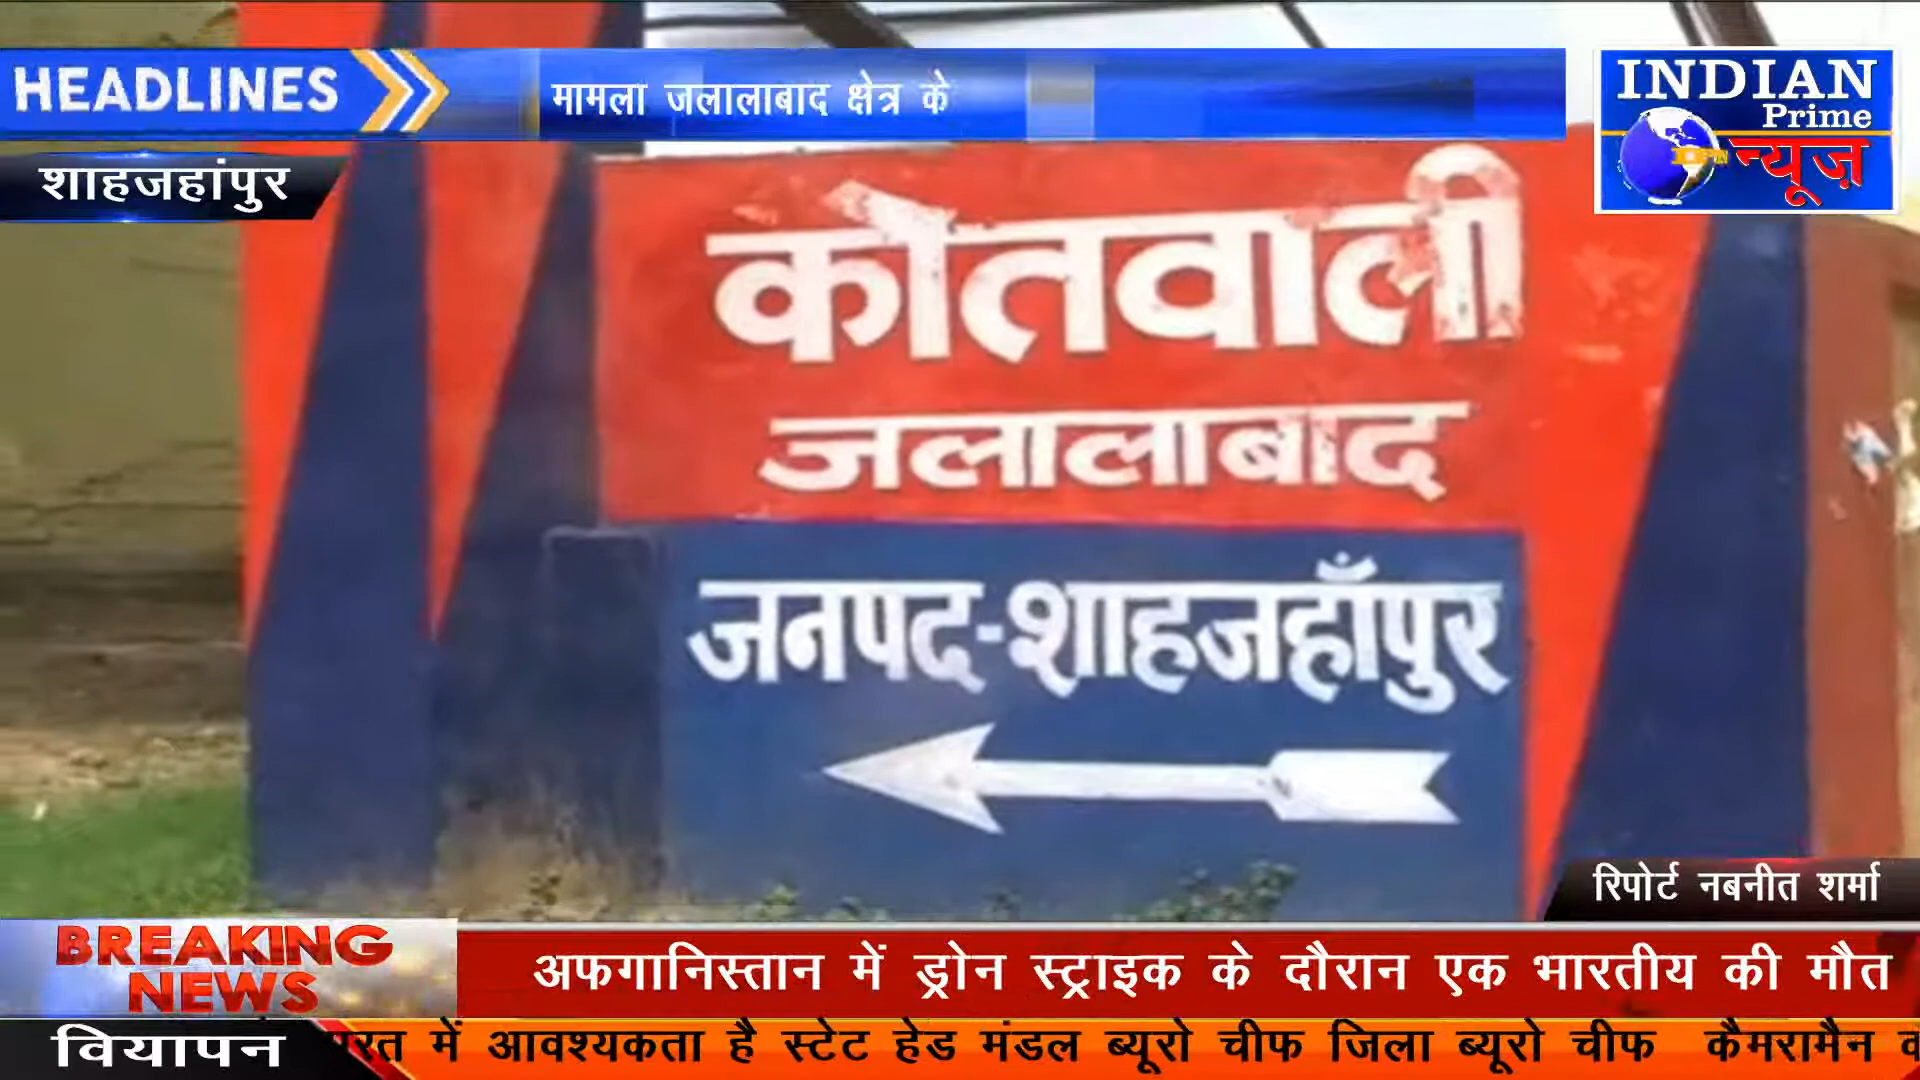 HEADLINES
मामला जलालाबाद क्षेत्र के
INDIAN
Prime
न्यूज़
शाहजहांपुर
कोतवाली
जलालाबाद
जनपद-शाहजहाँपुर
रिपोर्ट नबनीत शर्मा
BREAKING
NEWS
अफगानिस्तान में ड्रोन स्ट्राइक के दौरान एक भारतीय की मौत
वियापन
रत में आवश्यकता है स्टेट हेड मंडल ब्यूरो चीफ जिला ब्यूरो चीफ कैमरामैन